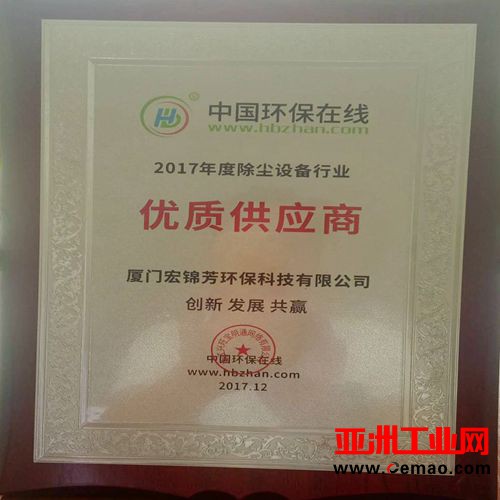 中国环保在线
www.hbzhan.com
2017年度除尘设备行业
优质供应商
厦门宏锦芳环保科技有限公司
创新 发展 共赢
中国环保在线
www.hbzhan.com
2017.12
亚洲工业网
www.Cemao.com